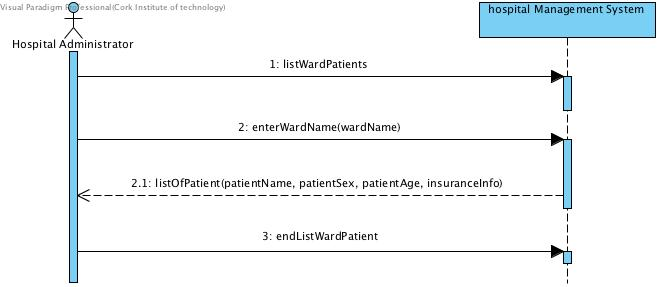 Visual Paradigm Professional(Cork Institute of technology)
hospital Management System
Hospital Administrator
1: listWardPatients
2: enterWardName(wardName)
2.1: listOfPatient(patientName, patientSex, patientAge, insuranceInfo)
3: endListWardPatient